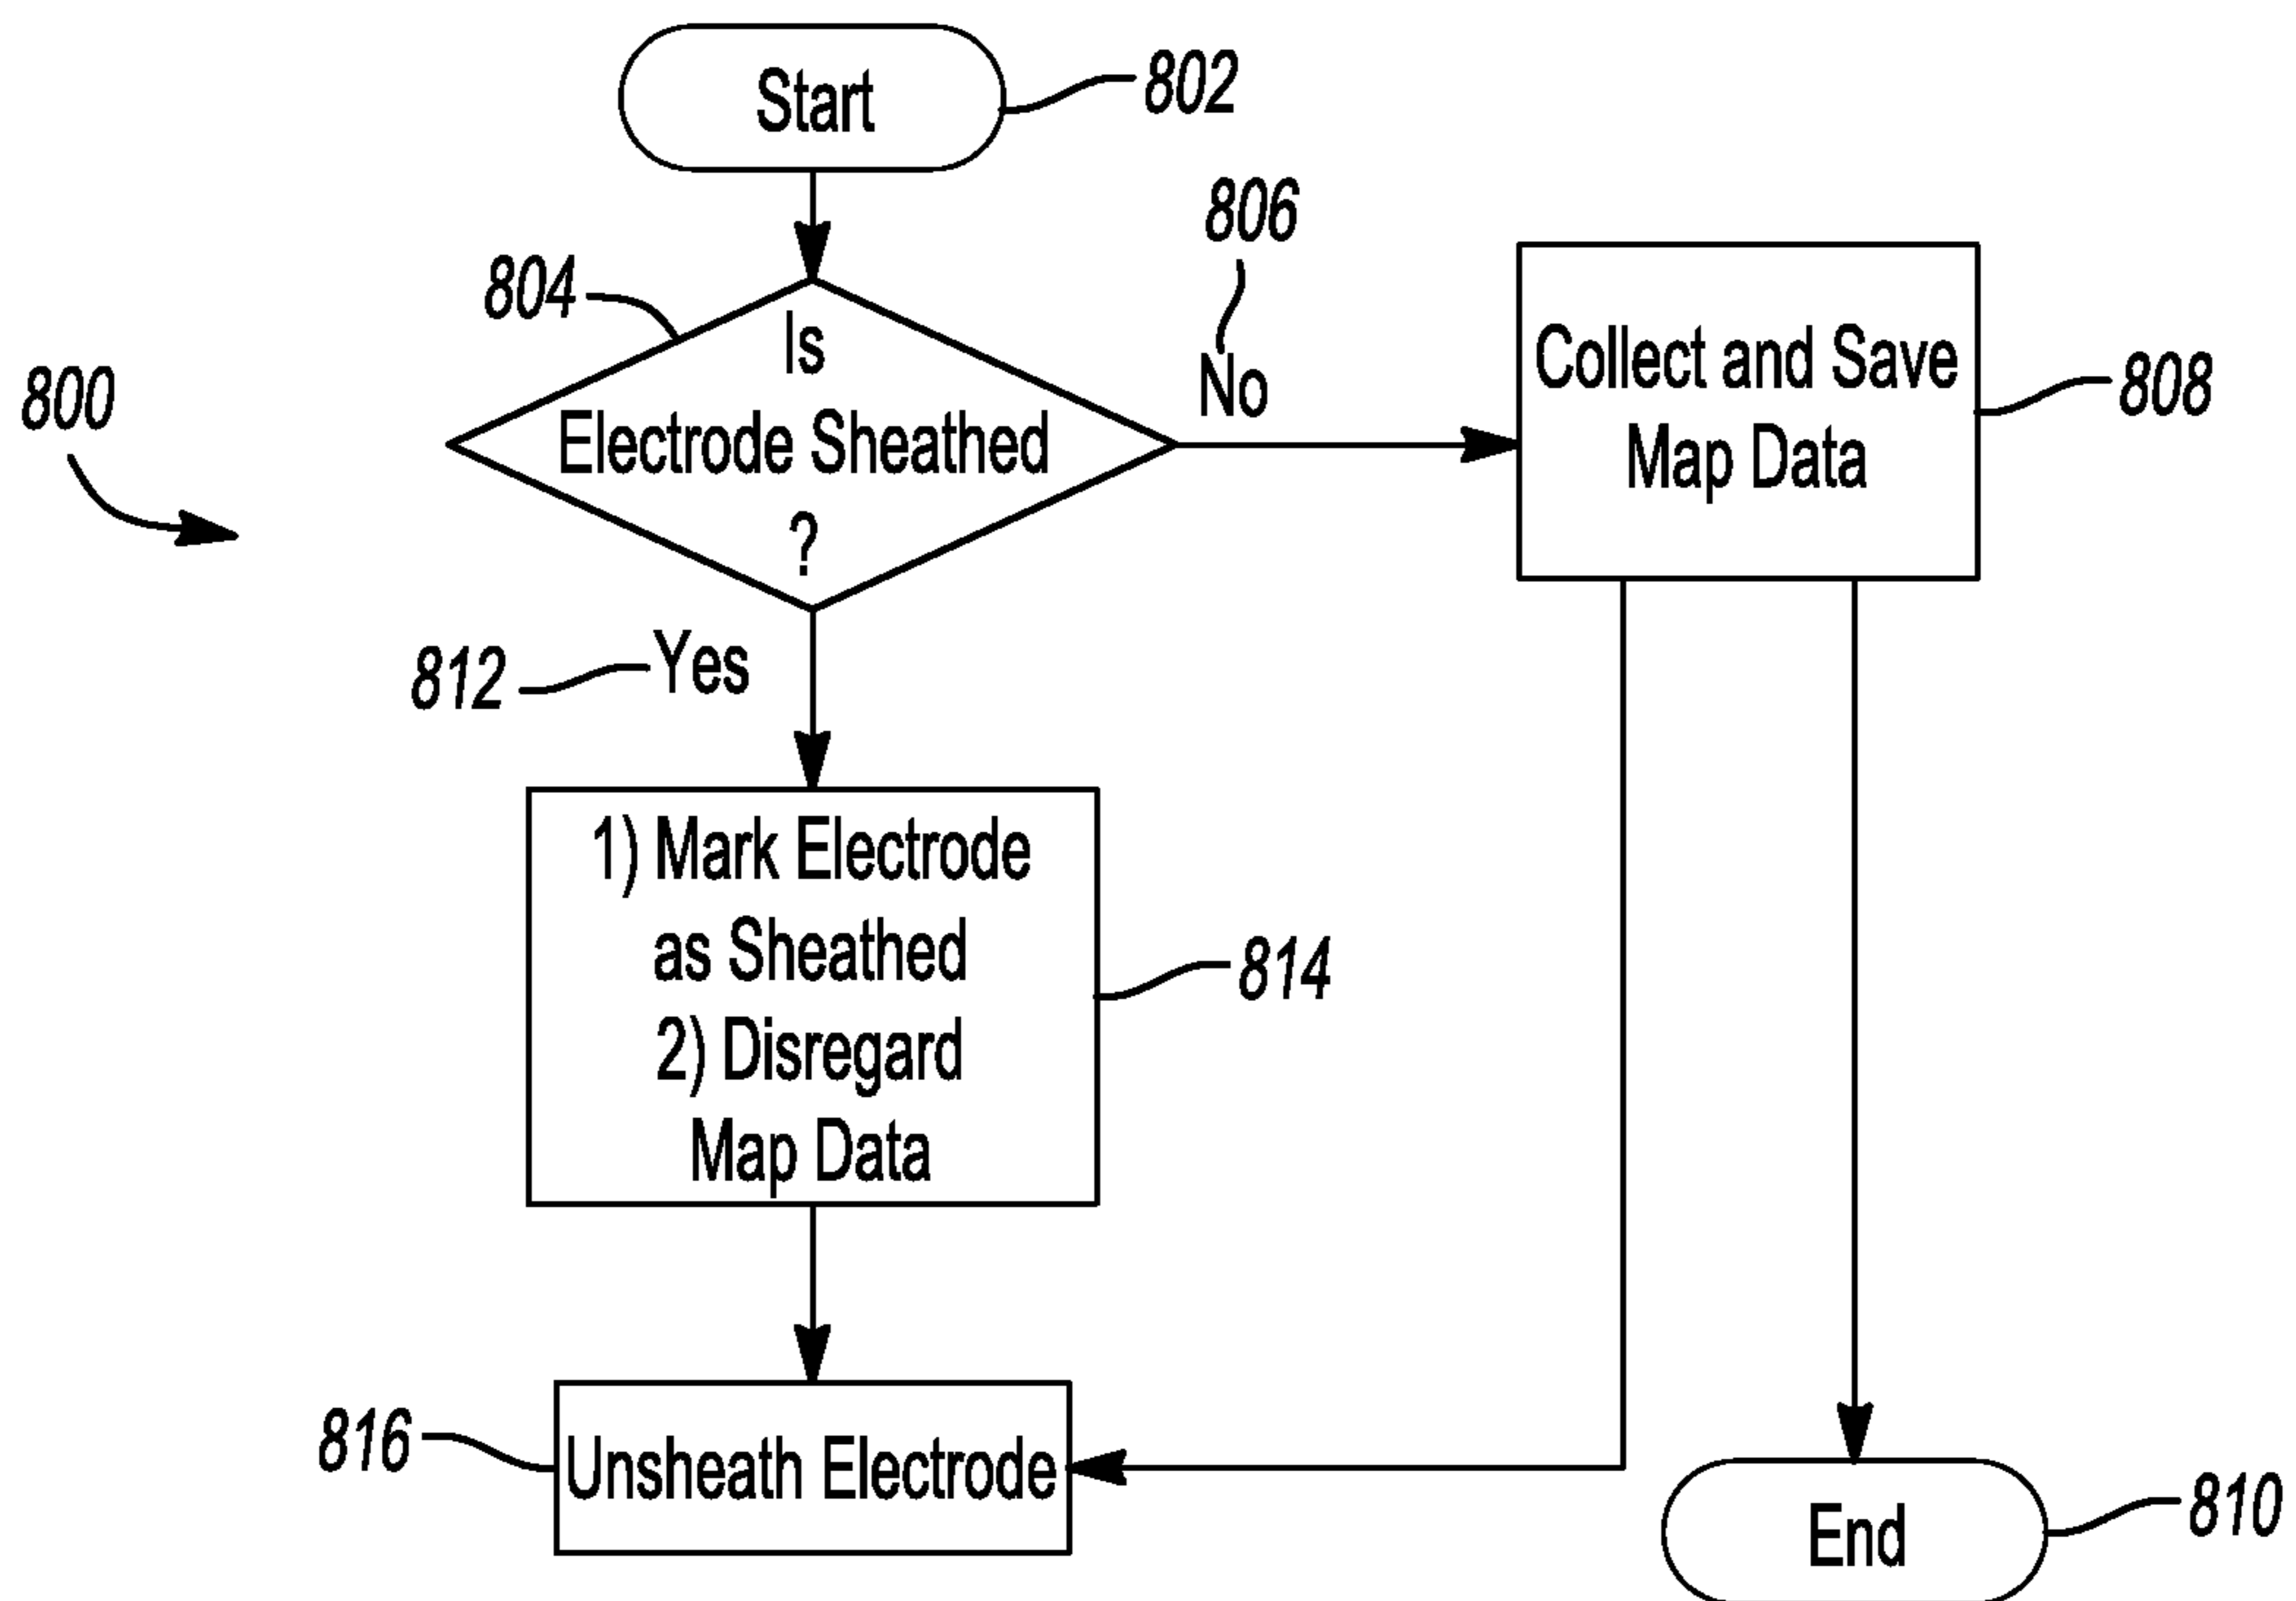 Start
802
806
804
Is
Electrode Sheathed
?
No
Collect and Save
Map Data
808
800
812
Yes
1) Mark Electrode
as Sheathed
2) Disregard
Map Data
814
816
Unsheath Electrode
End
810